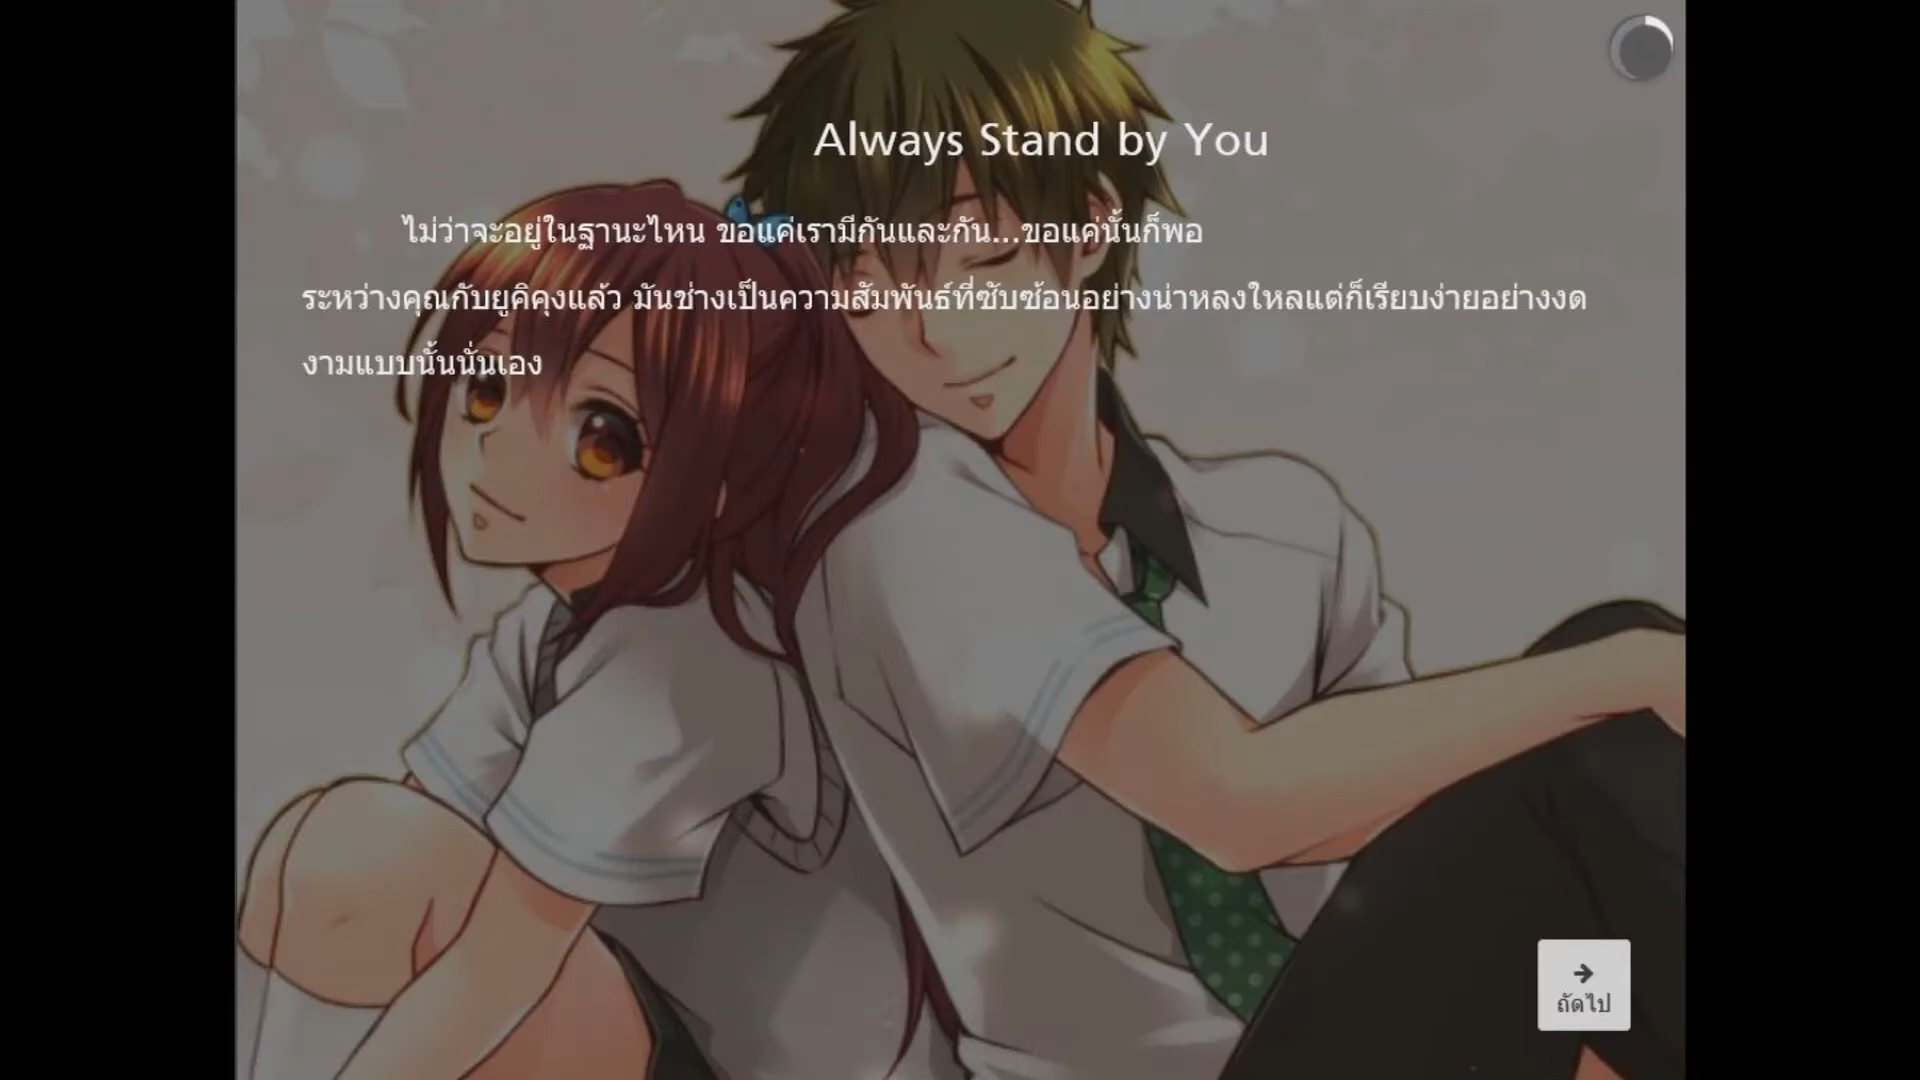 Always Stand by You
ไม่ว่าจะอยู่ในฐานะไหน ขอแค่เรามีกันและกัน...ขอแค่นั้นก็พอ
ระหว่างคุณกับยูคิคุงแล้ว มันช่างเป็นความสัมพันธ์ที่ซับซ้อนอย่างน่าหลงใหลแต่ก็เรียบง่ายอย่างงด
งามแบบนั้นนั่นเอง
ถัดไป